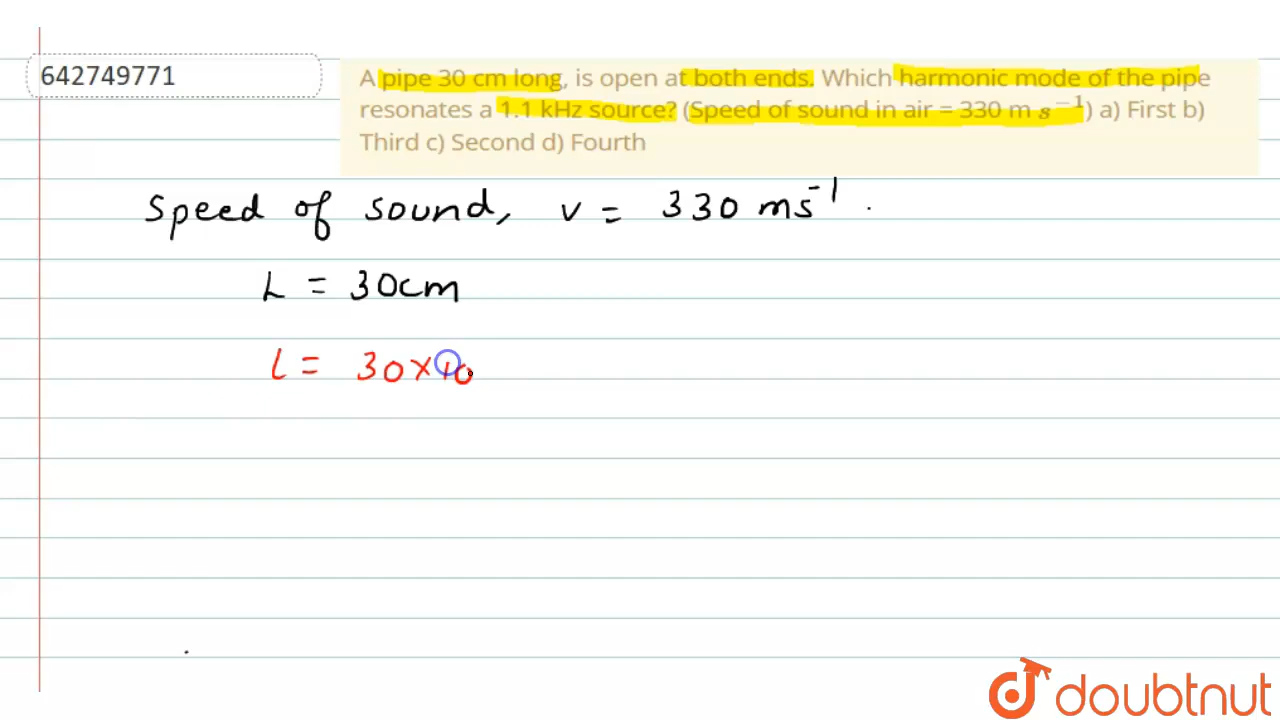 642749771
A pipe 30 cm long, is open at both ends. Which harmonic mode of the pipe
resonates a 1.1 kHz source? (Speed of sound in air = 330 m s⁻¹) a) First b)
Third c) Second d) Fourth
Speed of sound, v = 330 ms⁻¹.
L = 30cm
l = 30×10
doubtnut